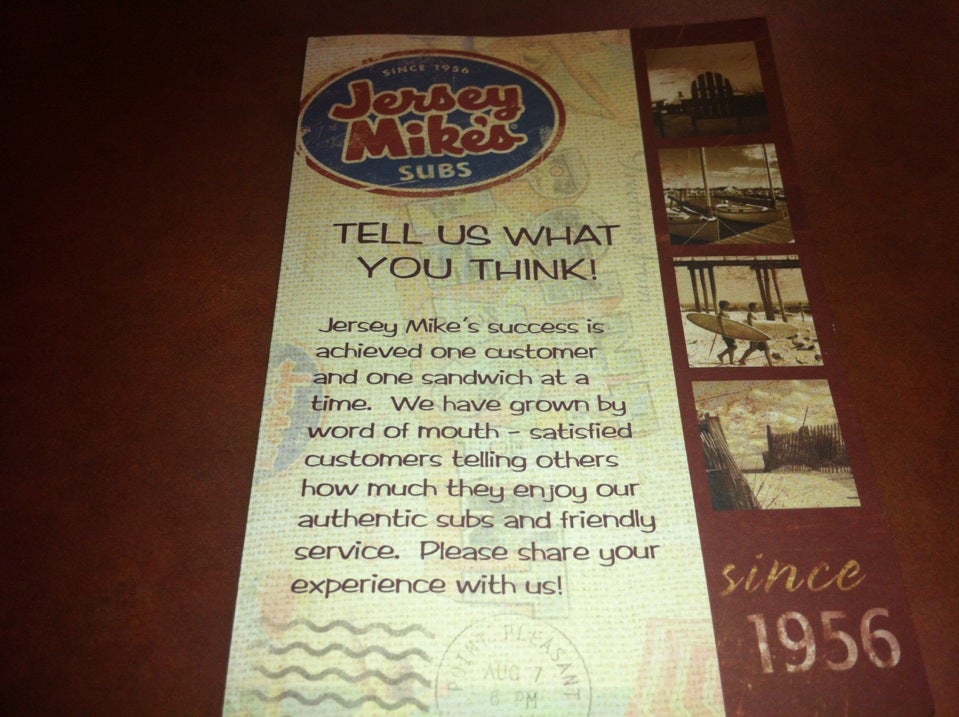 SINCE 1956
Jersey
Mike's
SUBS
TELL US WHAT
YOU THINK!
Jersey Mike's success is
achieved one customer
and one sandwich at a
time. We have grown by
word of mouth - satisfied
customers telling others
how much they enjoy our
authentic subs and friendly
service. Please share your
experience with us!
POINT PLEASANT
AUG 7
6 PM
since
1956